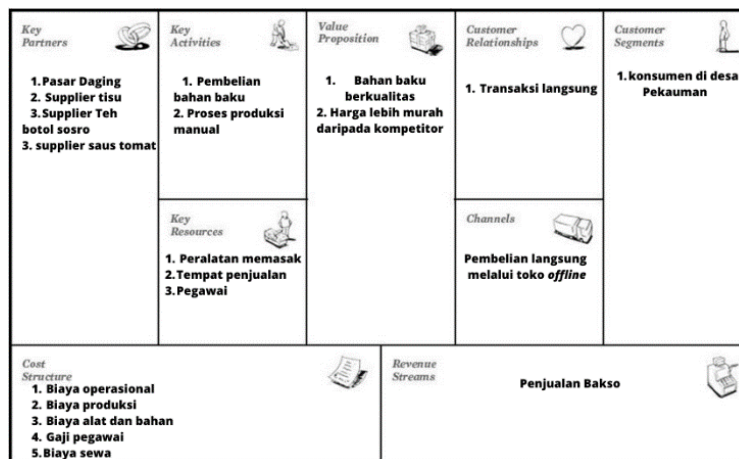 Key
Partners
1.Pasar Daging
2. Supplier tisu
3.Supplier Teh
botol sosro
3. supplier saus tomat
Key
Activities
1. Pembelian
bahan baku
2. Proses produksi
manual
Key
Resources
1. Peralatan memasak
2.Tempat penjualan
3.Pegawai
Value
Proposition
1. Bahan baku
berkualitas
2. Harga lebih murah
daripada kompetitor
Customer
Relationships
1. Transaksi langsung
Channels
Pembelian langsung
melalui toko offline
Customer
Segments
1.konsumen di desa
Pekauman
Cost
Structure
1. Biaya operasional
2. Biaya produksi
3. Biaya alat dan bahan
4. Gaji pegawai
5.Biaya sewa
Revenue
Streams
Penjualan Bakso